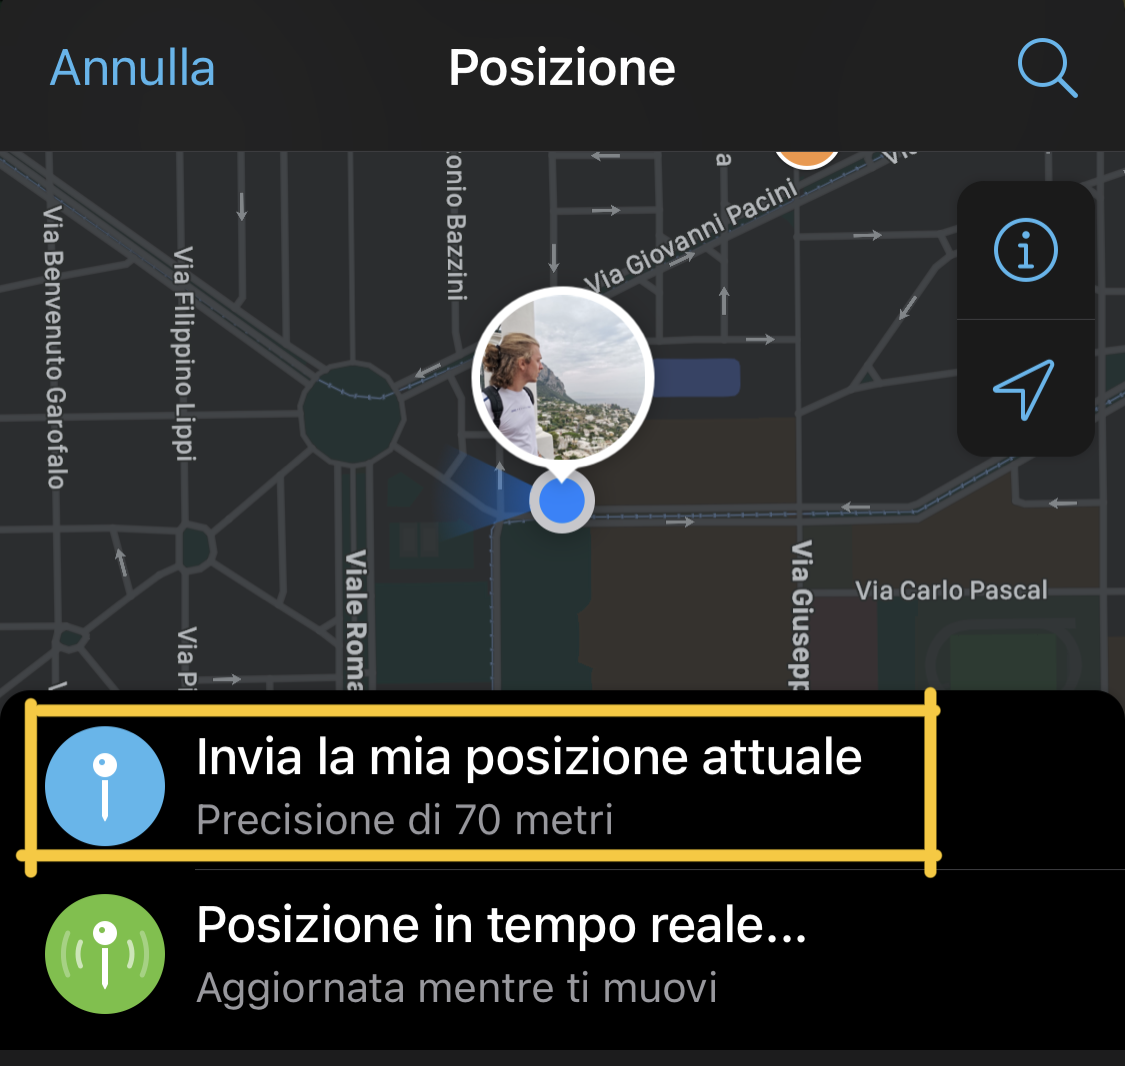 Annulla
Posizione
onio Bazzini
a
Via Giovanni Pacini
Via Benvenuto Garofalo
Via Filippino Lippi
Viale Roma
Via Giusepp
Via Carlo Pascal
Via Pi
Invia la mia posizione attuale
Precisione di 70 metri
Posizione in tempo reale...
Aggiornata mentre ti muovi